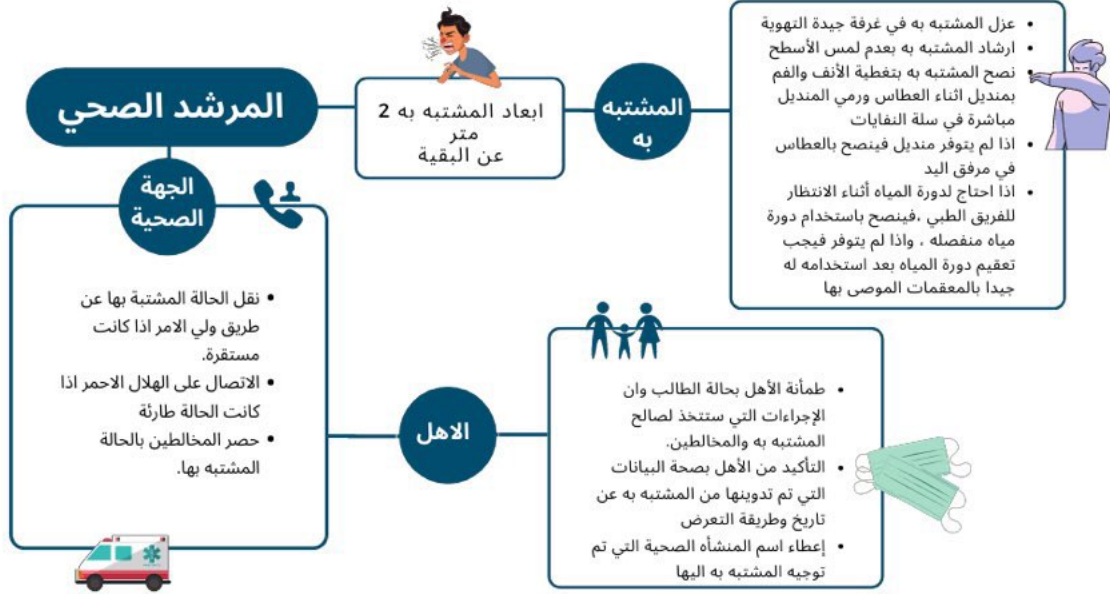 المرشد الصحي
ابعاد المشتبه به 2
متر
عن البقية
المشتبه
به
• عزل المشتبه به في غرفة جيدة التهوية
• ارشاد المشتبه به بعدم لمس الأسطح
• نصح المشتبه به بتغطية الأنف والفم
بمنديل اثناء العطاس ورمي المنديل
مباشرة في سلة النفايات
• اذا لم يتوفر منديل فينصح بالعطاس
في مرفق اليد
• اذا احتاج لدورة المياه أثناء الانتظار
للفريق الطبي ،فينصح باستخدام دورة
مياه منفصله ، واذا لم يتوفر فيجب
تعقيم دورة المياه بعد استخدامه له
جيدا بالمعقمات الموصى بها
الجهة
الصحية
• نقل الحالة المشتبة بها عن
طريق ولي الامر اذا كانت
مستقرة.
• الاتصال على الهلال الاحمر اذا
كانت الحالة طارئة
• حصر المخالطين بالحالة
المشتبه بها.
الاهل
• طمأنة الأهل بحالة الطالب وان
الإجراءات التي ستتخذ لصالح
المشتبه به والمخالطين.
• التأكيد من الأهل بصحة البيانات
التي تم تدوينها من المشتبه به عن
تاريخ وطريقة التعرض
• إعطاء اسم المنشأه الصحية التي تم
توجيه المشتبه به اليها